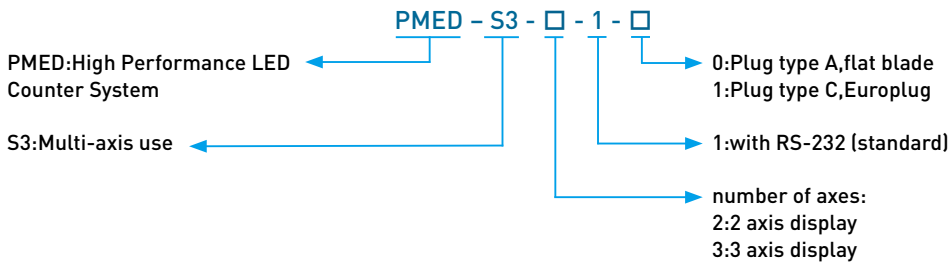 PMED – S3 - □ - 1 - □
PMED:High Performance LED
Counter System
S3:Multi-axis use
0:Plug type A,flat blade
1:Plug type C,Europlug
1:with RS-232 (standard)
number of axes:
2:2 axis display
3:3 axis display